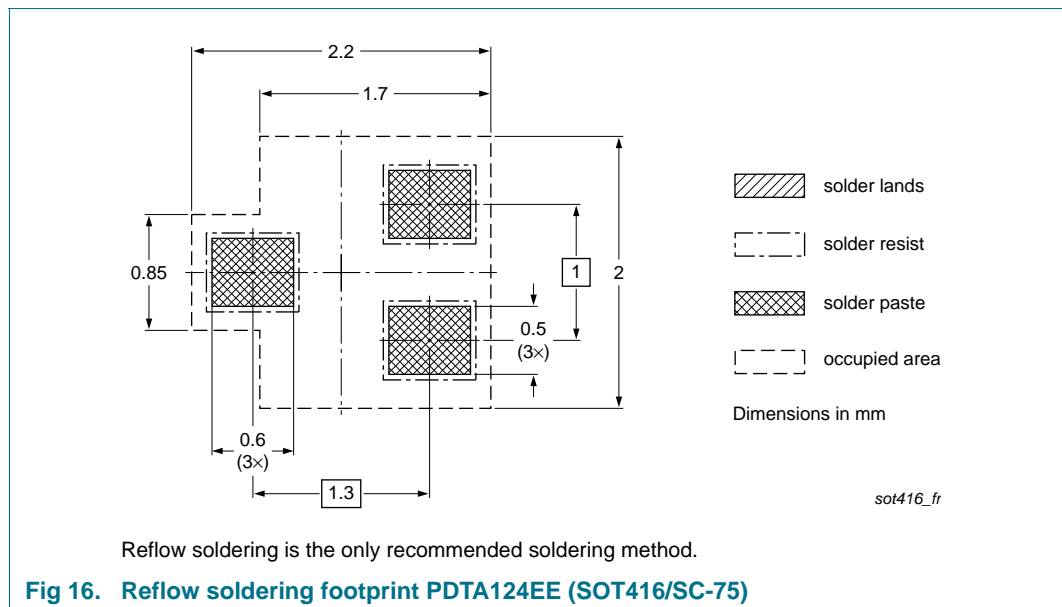 2.2
1.7
solder lands
solder resist
0.85
1
2
solder paste
0.5
(3×)
occupied area
Dimensions in mm
0.6
(3×)
1.3
sot416_fr
Reflow soldering is the only recommended soldering method.
Fig 16. Reflow soldering footprint PDTA124EE (SOT416/SC-75)